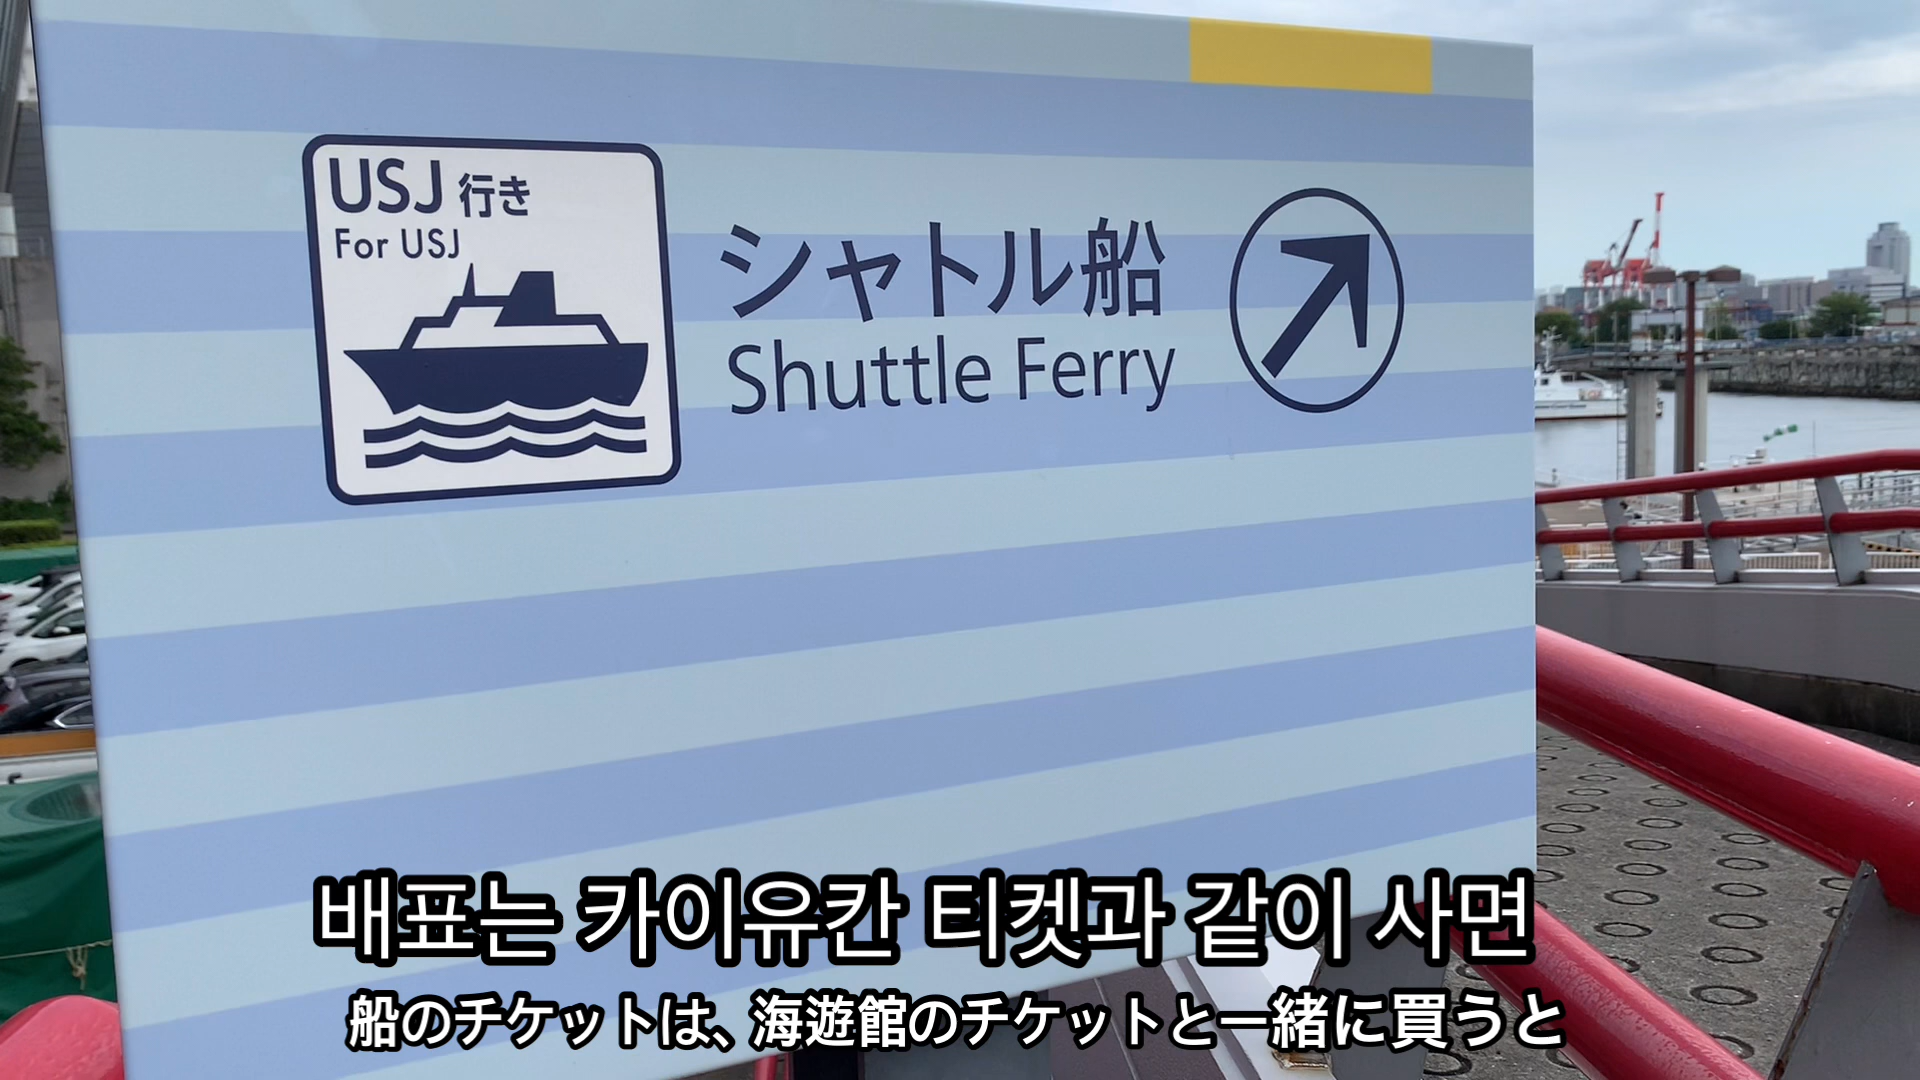 USJ 行き
For USJ
シャトル船
Shuttle Ferry
배표는 카이유칸 티켓과 같이 사면
船のチケットは、海遊館のチケットと一緒に買うと